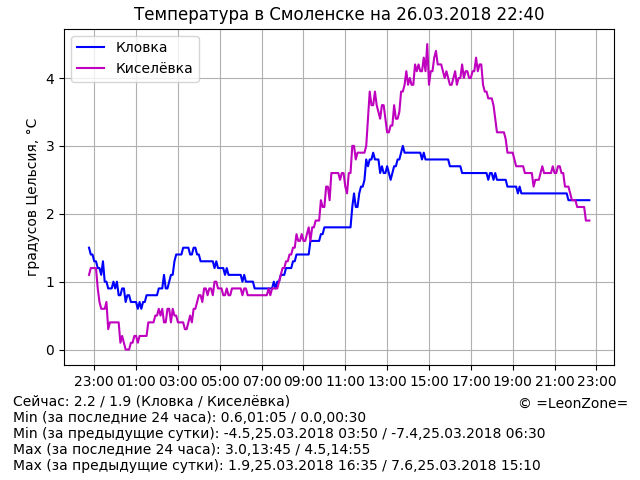 Температура в Смоленске на 26.03.2018 22:40
Кловка
Киселёвка
градусов Цельсия, °C
4
3
2
1
0
23:00 01:00 03:00 05:00 07:00 09:00 11:00 13:00 15:00 17:00 19:00 21:00 23:00
Сейчас: 2.2 / 1.9 (Кловка / Киселёвка)
© =LeonZone=
Min (за последние 24 часа): 0.6,01:05 / 0.0,00:30
Min (за предыдущие сутки): -4.5,25.03.2018 03:50 / -7.4,25.03.2018 06:30
Max (за последние 24 часа): 3.0,13:45 / 4.5,14:55
Max (за предыдущие сутки): 1.9,25.03.2018 16:35 / 7.6,25.03.2018 15:10